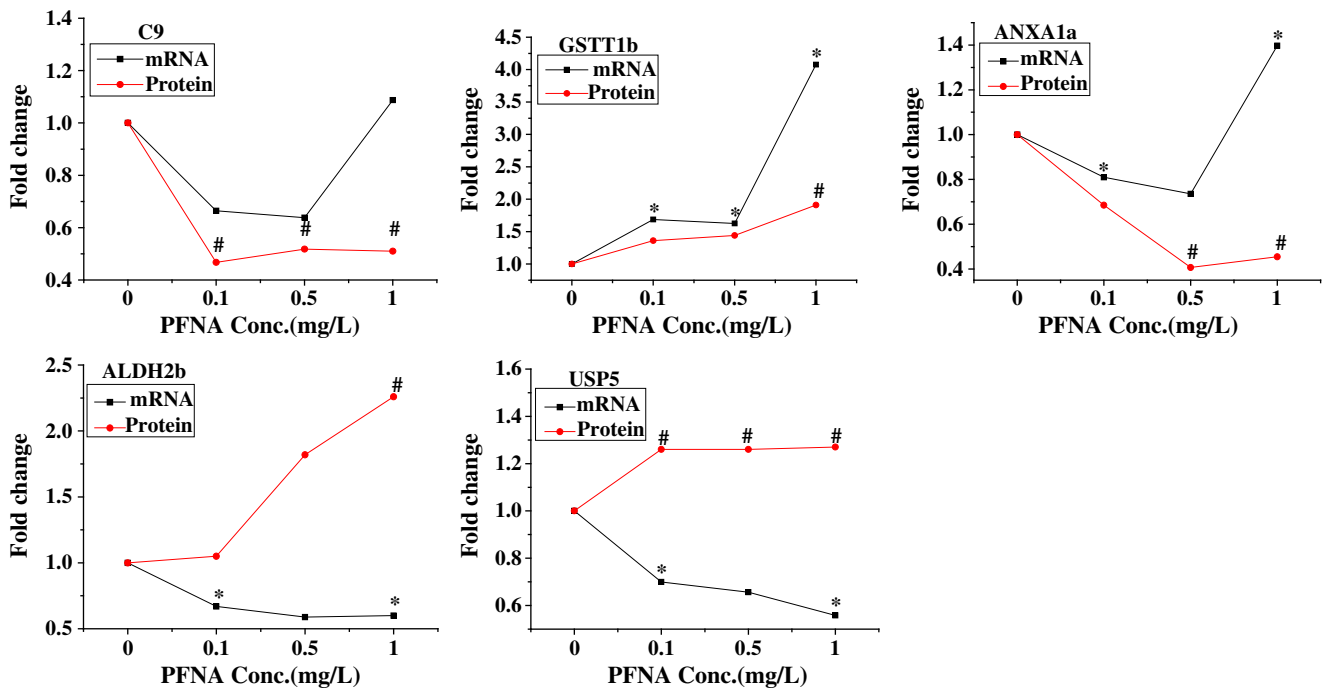 C9
mRNA
Protein
Fold change
1.4
1.2
1.0
0.8
0.6
0.4
# # #
0 0.1 0.5 1
PFNA Conc.(mg/L)
GSTT1b
mRNA
Protein
Fold change
4.5
4.0
3.5
3.0
2.5
2.0
1.5
1.0
* * *
#
0 0.1 0.5 1
PFNA Conc.(mg/L)
ANXA1a
mRNA
Protein
Fold change
1.4
1.2
1.0
0.8
0.6
0.4
* *
# #
0 0.1 0.5 1
PFNA Conc.(mg/L)
ALDH2b
mRNA
Protein
Fold change
2.5
2.0
1.5
1.0
0.5
#
* *
0 0.1 0.5 1
PFNA Conc.(mg/L)
USP5
mRNA
Protein
Fold change
1.6
1.4
1.2
1.0
0.8
0.6
# # #
* *
0 0.1 0.5 1
PFNA Conc.(mg/L)